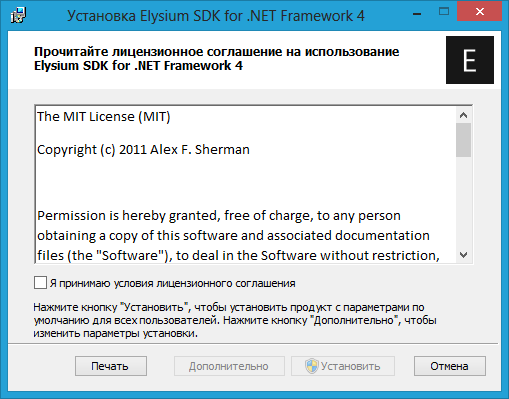 Установка Elysium SDK for .NET Framework 4
Прочитайте лицензионное соглашение на использование
Elysium SDK for .NET Framework 4
E
The MIT License (MIT)
Copyright (c) 2011 Alex F. Sherman
Permission is hereby granted, free of charge, to any person
obtaining a copy of this software and associated documentation
files (the "Software"), to deal in the Software without restriction,
Я принимаю условия лицензионного соглашения
Нажмите кнопку "Установить", чтобы установить продукт с параметрами по
умолчанию для всех пользователей. Нажмите кнопку "Дополнительно", чтобы
изменить параметры установки.
Печать
Дополнительно
Установить
Отмена